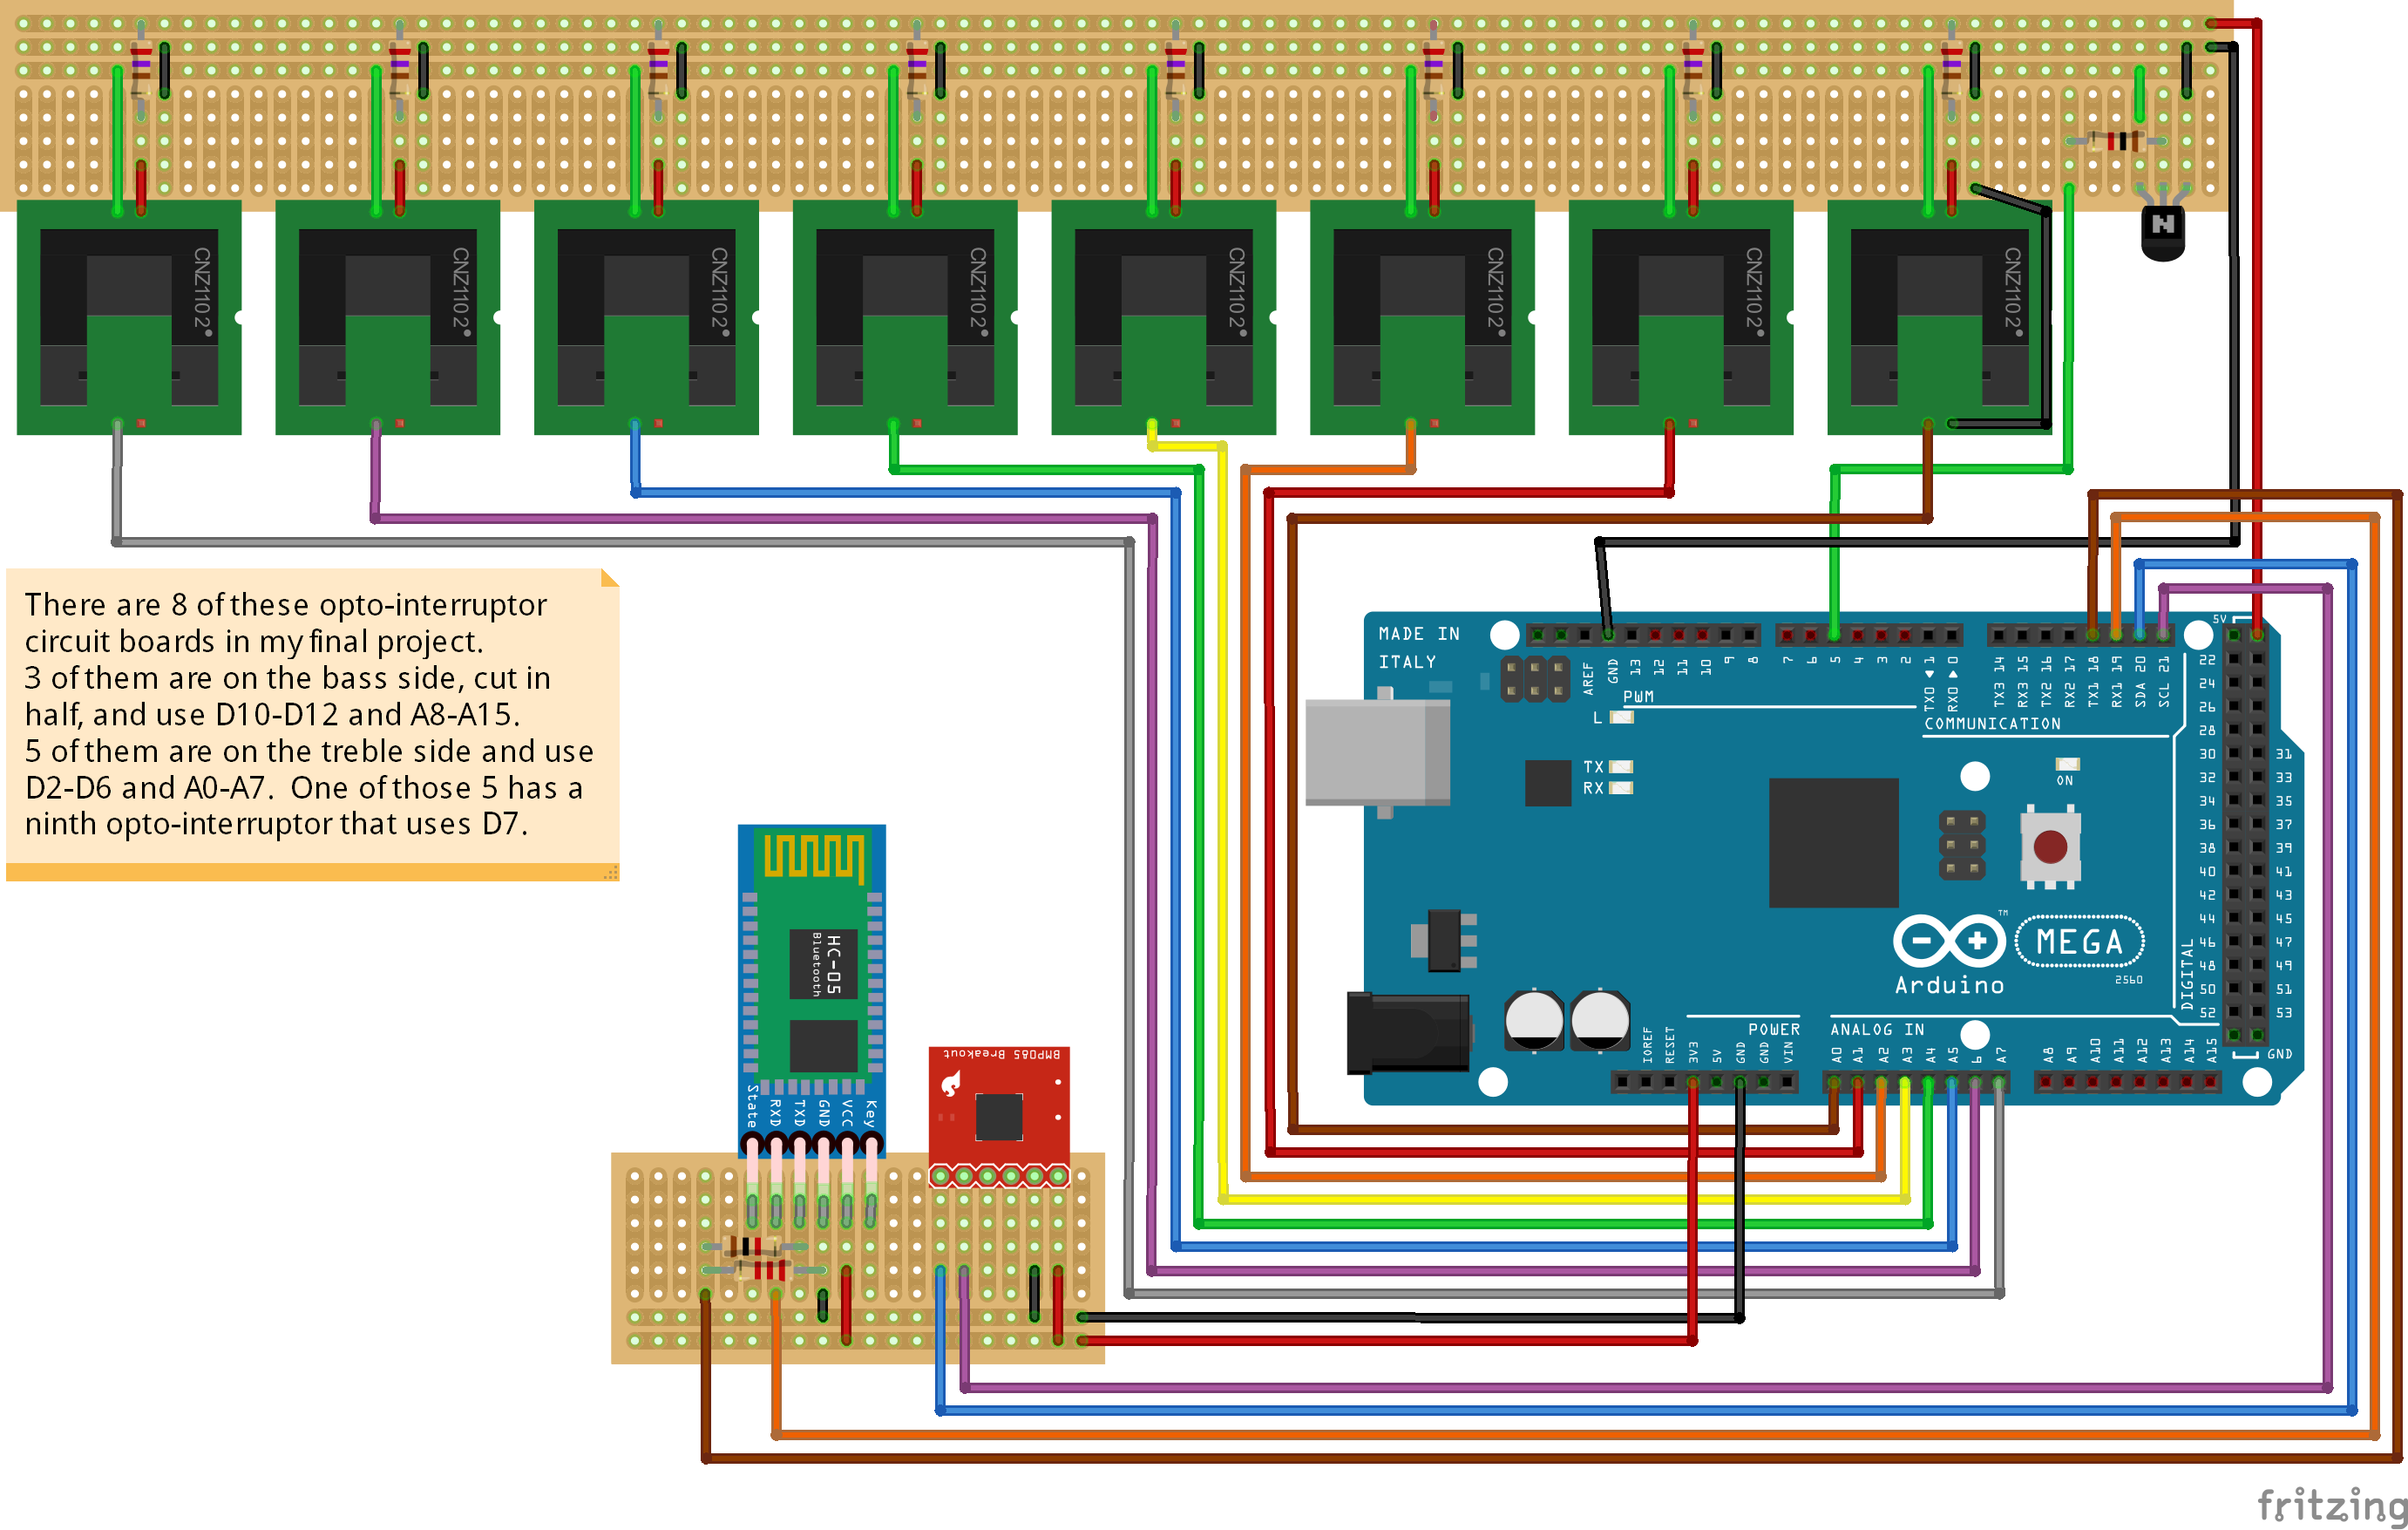 CNZ1102
CNZ1102
CNZ1102
CNZ1102
CNZ1102
CNZ1102
CNZ1102
CNZ1102
N
There are 8 of these opto-interruptor
circuit boards in my final project.
3 of them are on the bass side, cut in
half, and use D10-D12 and A8-A15.
5 of them are on the treble side and use
D2-D6 and A0-A7.  One of those 5 has a
ninth opto-interruptor that uses D7.
MADE IN
ITALY
AREF
GND
13
12
11
10
9
8
7
6
5
4
3
2
TX0 1
RX0 0
TX3 14
RX3 15
TX2 16
RX2 17
TX1 18
RX1 19
SDA 20
SCL 21
5V
PWM
COMMUNICATION
L
TX
RX
ON
22
24
26
28
30 31
32 33
34 35
36 37
38 39
40 41
42 43
44 45
46 47
48 49
50 51
52 53
GND
DIGITAL
MEGA
TM
Arduino
2560
POWER
ANALOG IN
IOREF
RESET
3V3
5V
GND
GND
VIN
A0
A1
A2
A3
A4
A5
6
A7
A8
A9
A10
A11
A12
A13
A14
A15
HC-05
Bluetooth
State
RXD
TXD
GND
VCC
Key
BMP085 Breakout
fritzing